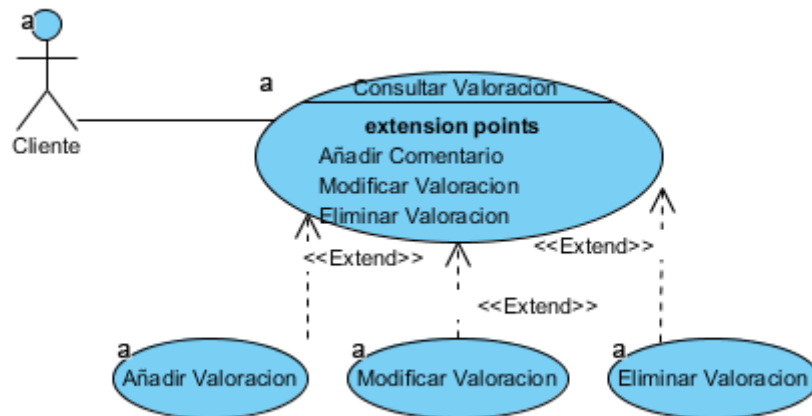 a
a
Consultar Valoracion
extension points
Cliente
Añadir Comentario
Modificar Valoracion
Eliminar Valoracion
<<Extend>>
<<Extend>>
<<Extend>>
a
a
a
Añadir Valoracion
Modificar Valoracion
Eliminar Valoracion